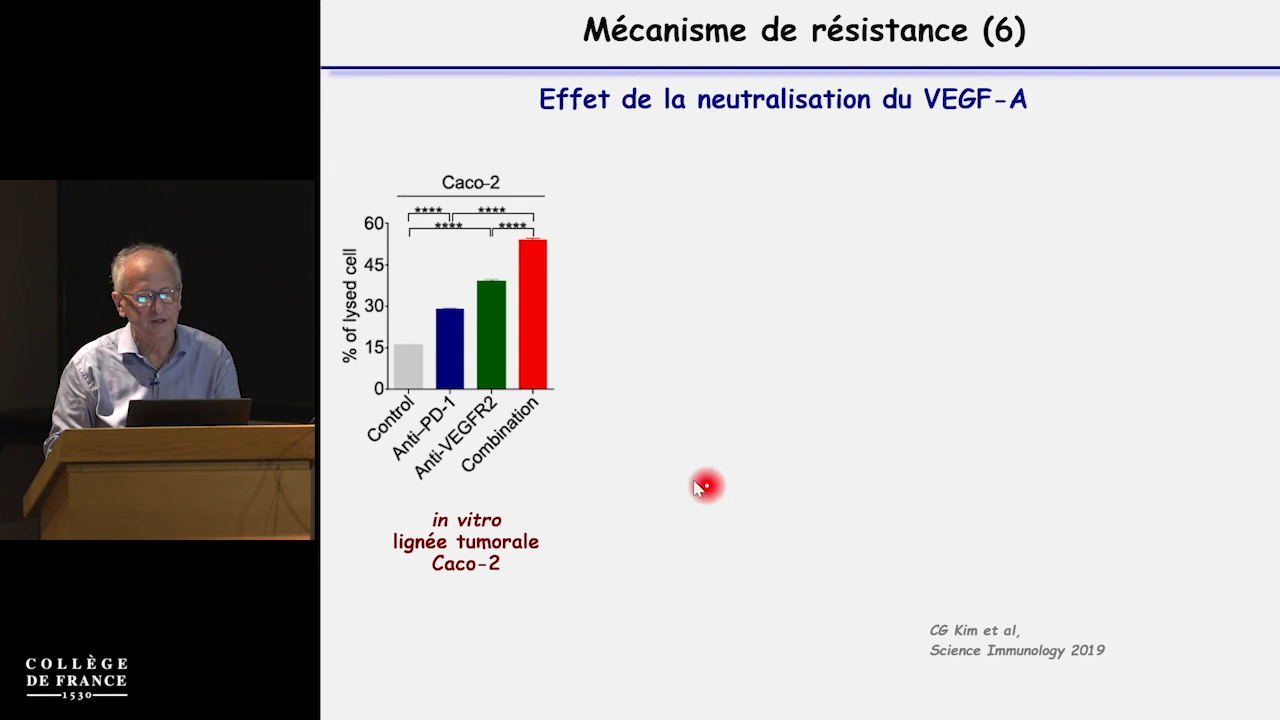 Mécanisme de résistance (6)
Effet de la neutralisation du VEGF-A
Caco-2
**** ****
**** ****
60
45
30
15
0
% of lysed cell
Control
Anti-PD-1
Anti-VEGFR2
Combination
in vitro
lignée tumorale
Caco-2
CG Kim et al,
Science Immunology 2019
COLLÈGE
DE FRANCE
1530